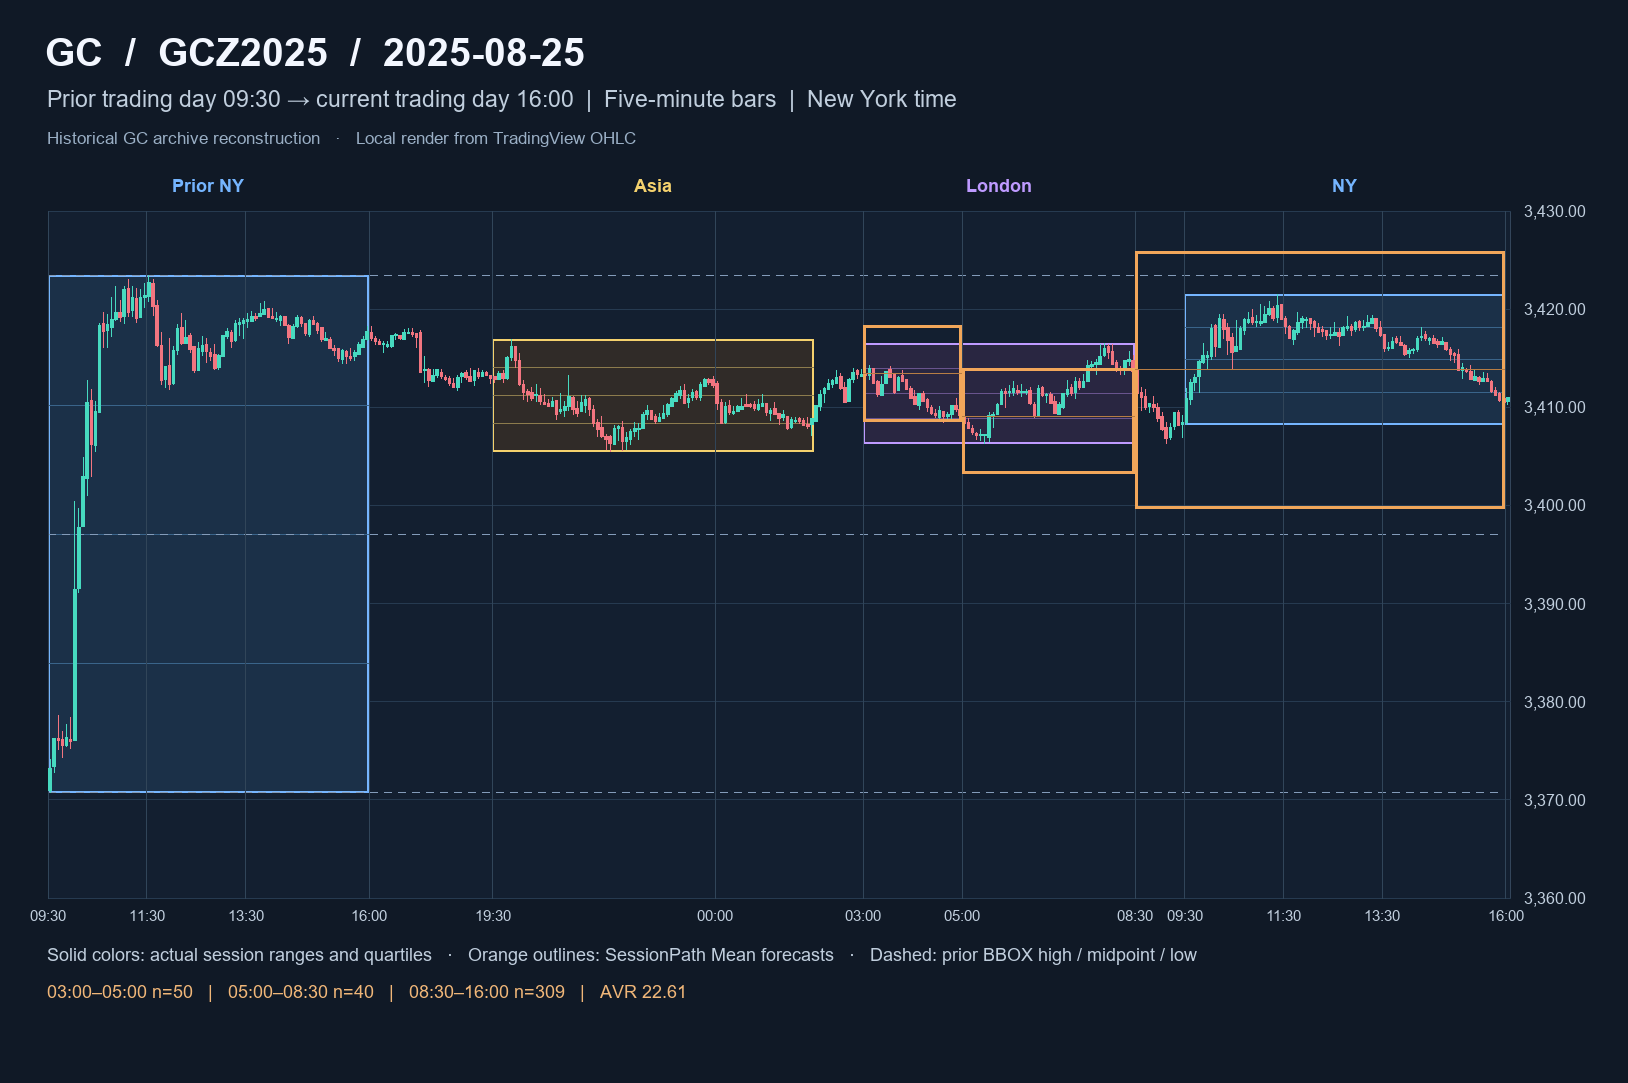 GC / GCZ2025 / 2025-08-25
Prior trading day 09:30 → current trading day 16:00 | Five-minute bars | New York time
Historical GC archive reconstruction · Local render from TradingView OHLC
Prior NY Asia London NY
3,430.00
3,420.00
3,410.00
3,400.00
3,390.00
3,380.00
3,370.00
3,360.00
09:30 11:30 13:30 16:00 19:30 00:00 03:00 05:00 08:30 09:30 11:30 13:30 16:00
Solid colors: actual session ranges and quartiles · Orange outlines: SessionPath Mean forecasts · Dashed: prior BBOX high / midpoint / low
03:00–05:00 n=50 | 05:00–08:30 n=40 | 08:30–16:00 n=309 | AVR 22.61